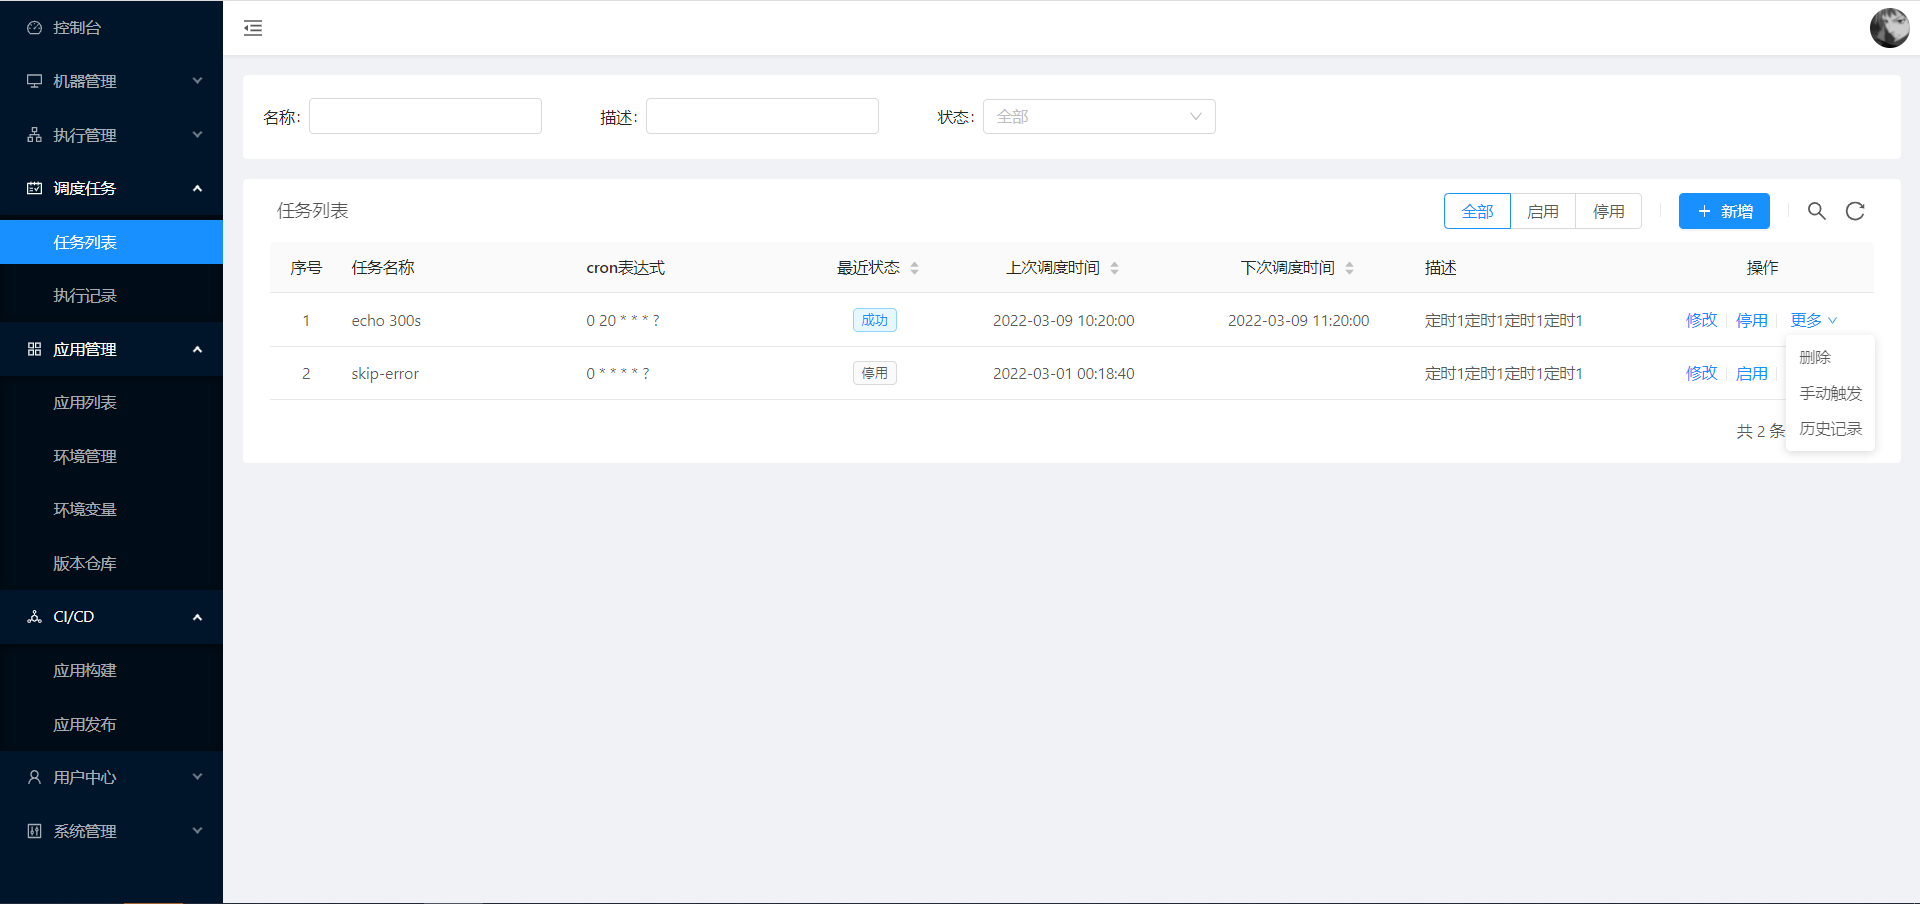 控制台
机器管理
执行管理
调度任务
任务列表
执行记录
应用管理
应用列表
环境管理
环境变量
版本仓库
CI/CD
应用构建
应用发布
用户中心
系统管理
名称: 描述: 状态: 全部
任务列表 全部 启用 停用 新增
序号 任务名称 cron表达式 最近状态 上次调度时间 下次调度时间 描述 操作
1 echo 300s 0 20 * * * ? 成功 2022-03-09 10:20:00 2022-03-09 11:20:00 定时1定时1定时1定时1 修改 停用 更多
2 skip-error 0 * * * * ? 停用 2022-03-01 00:18:40 定时1定时1定时1定时1 修改 启用
删除
手动触发
历史记录
共 2 条